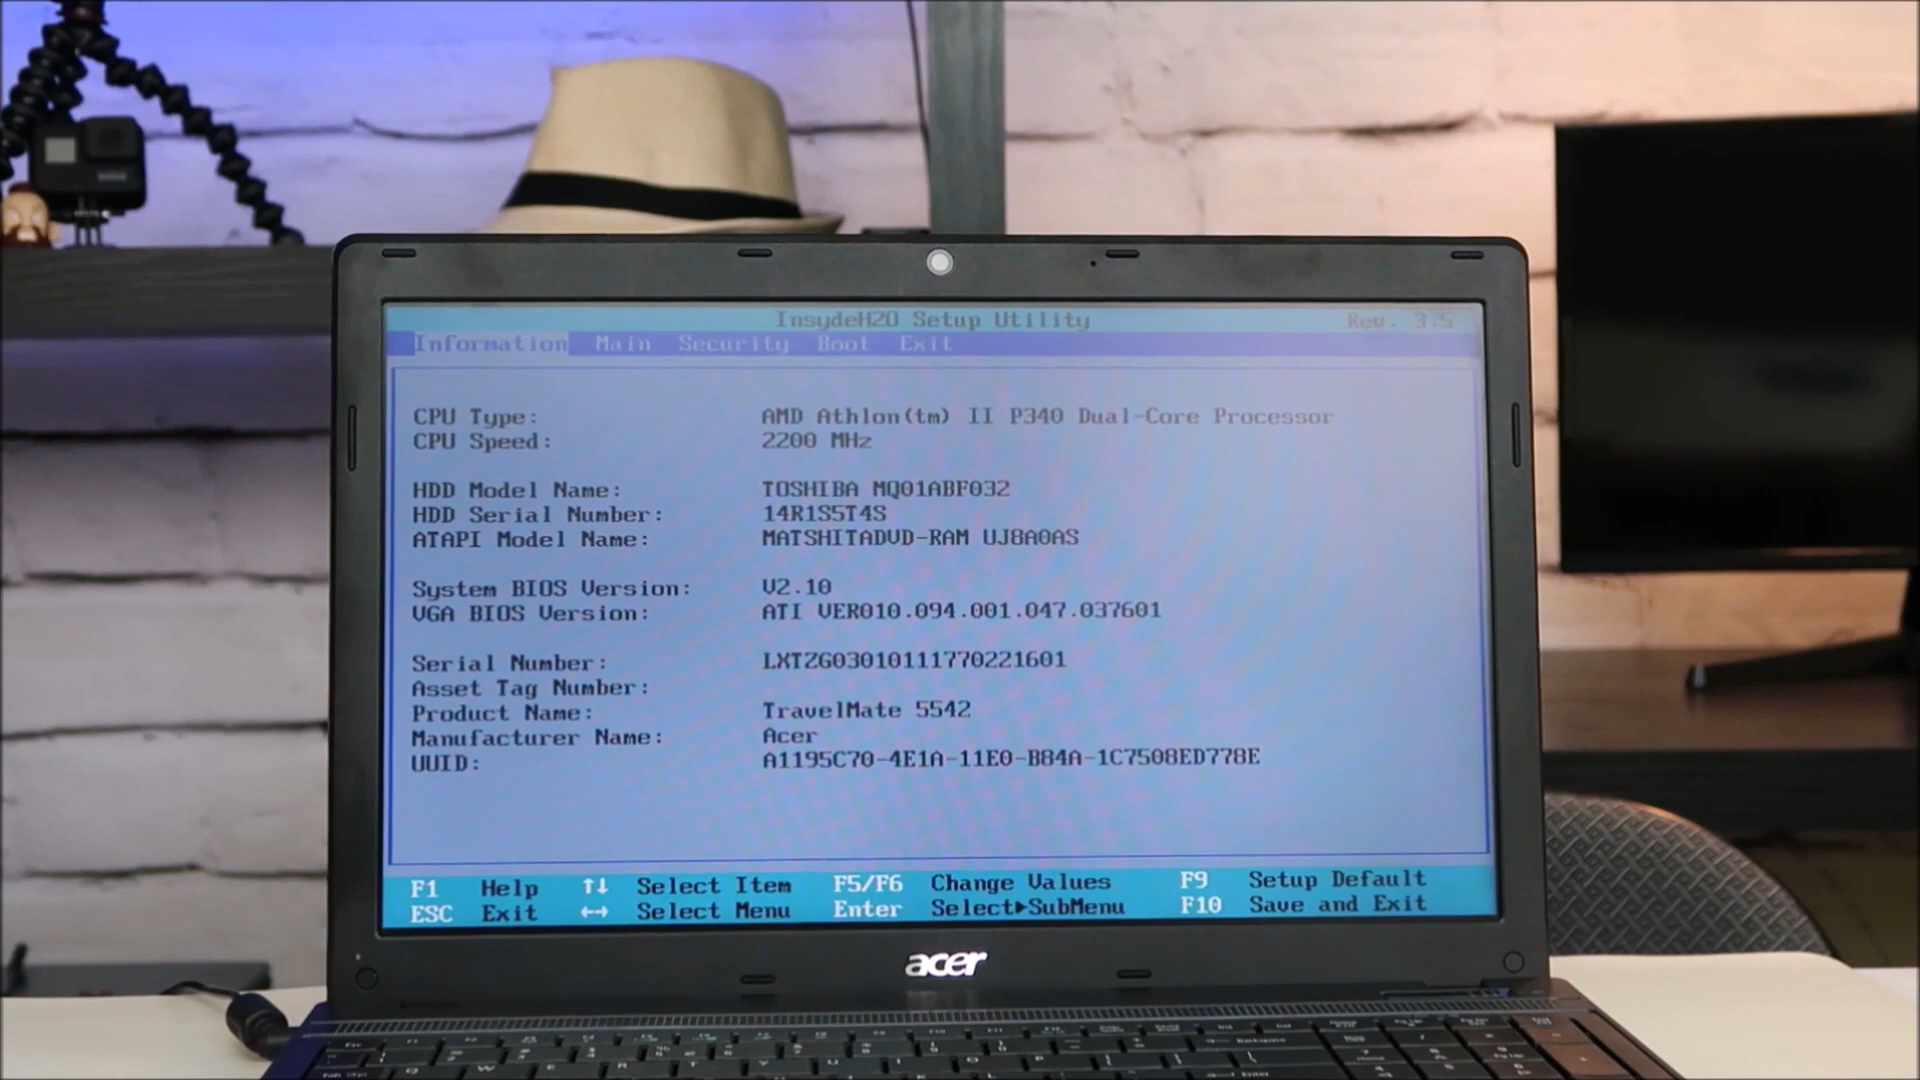 InsydeH2O Setup Utility Rev. 3.5
Information Main Security Boot Exit
CPU Type: AMD Athlon(tm) II P340 Dual-Core Processor
CPU Speed: 2200 MHz
HDD Model Name: TOSHIBA MQ01ABF032
HDD Serial Number: 14R1S5T4S
ATAPI Model Name: MATSHITADVD-RAM UJ8A0AS
System BIOS Version: V2.10
VGA BIOS Version: ATI VER010.094.001.047.037601
Serial Number: LXTZG03010111770221601
Asset Tag Number:
Product Name: TravelMate 5542
Manufacturer Name: Acer
UUID: A1195C70-4E1A-11E0-B84A-1C7508ED778E
F1 Help ↑↓ Select Item F5/F6 Change Values F9 Setup Default
ESC Exit ←→ Select Menu Enter Select▶SubMenu F10 Save and Exit
acer